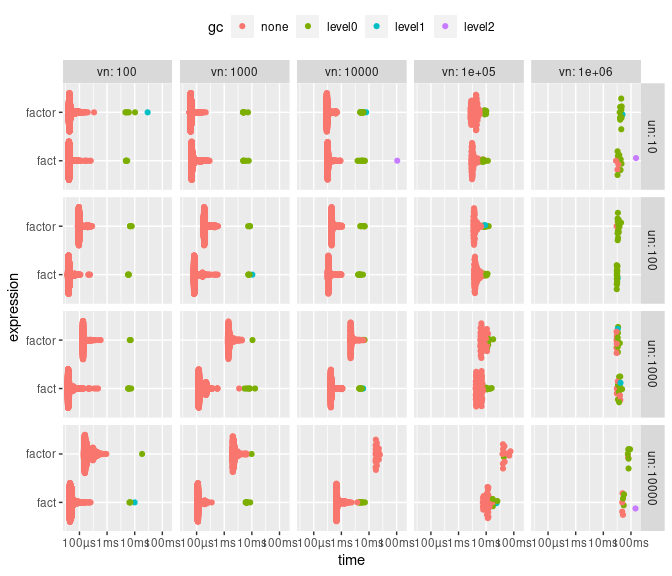 gc none level0 level1 level2
vn: 100 vn: 1000 vn: 10000 vn: 1e+05 vn: 1e+06
factor
fact
un: 10
factor
fact
un: 100
factor
fact
un: 1000
factor
fact
un: 10000
expression
100µs 1ms 10ms 100ms 100µs 1ms 10ms 100ms 100µs 1ms 10ms 100ms 100µs 1ms 10ms 100ms 100µs 1ms 10ms 100ms
time